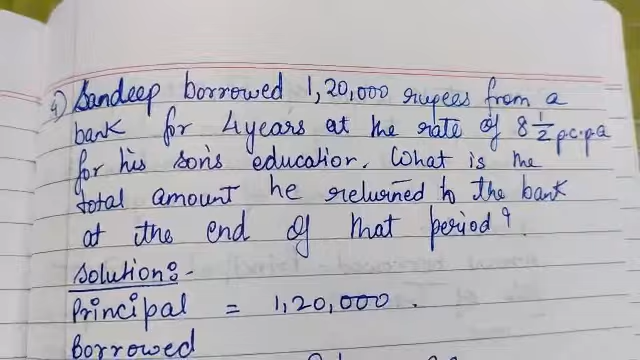 4) Sandeep borrowed 1,20,000 rupees from a
bank for 4 years at the rate of 8 1/2 p.c.p.a
for his son's education. What is the
total amount he returned to the bank
at the end of that period?
Solution:-
Principal = 1,20,000.
Borrowed